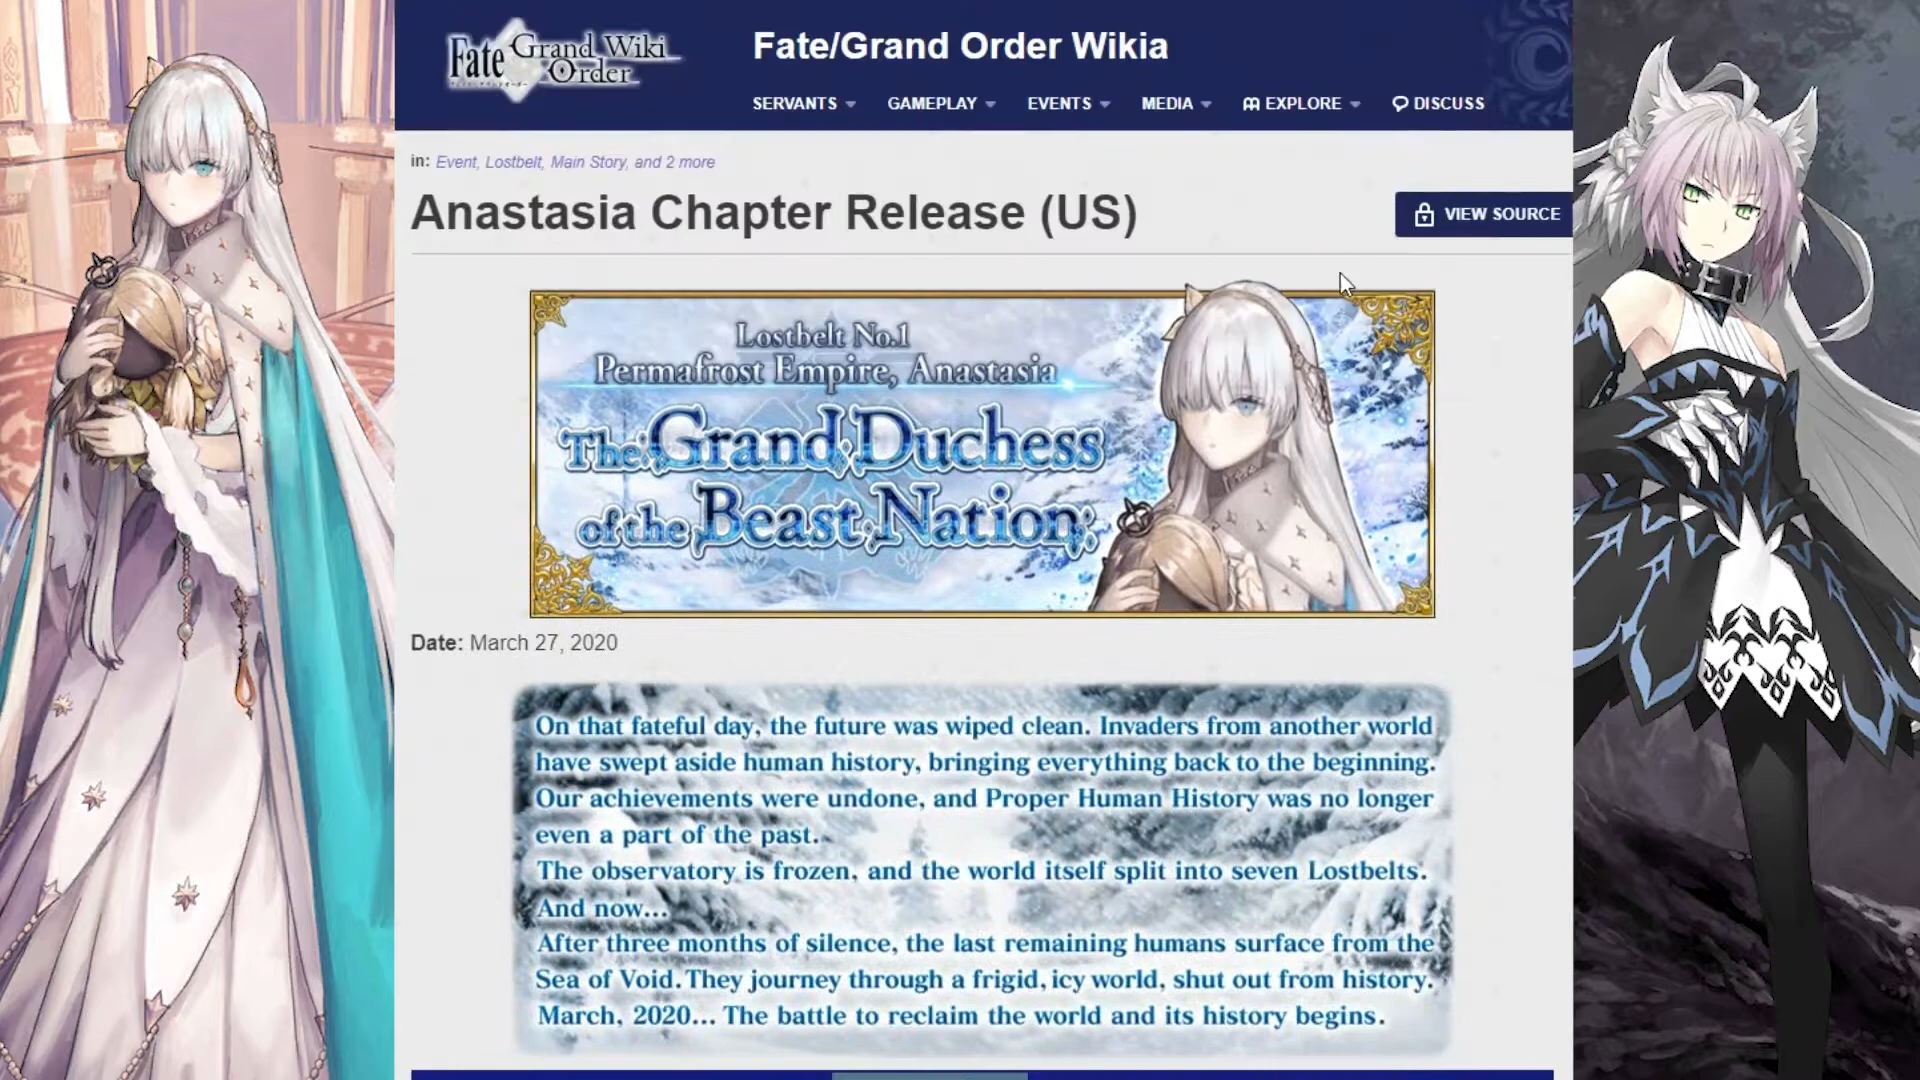 Fate Grand Order Wiki
Fate/Grand Order Wikia
SERVANTS GAMEPLAY EVENTS MEDIA EXPLORE DISCUSS
in: Event, Lostbelt, Main Story, and 2 more
Anastasia Chapter Release (US)
VIEW SOURCE
Lostbelt No.1
Permafrost Empire, Anastasia
The Grand Duchess
of the Beast Nation
Date: March 27, 2020
On that fateful day, the future was wiped clean. Invaders from another world
have swept aside human history, bringing everything back to the beginning.
Our achievements were undone, and Proper Human History was no longer
even a part of the past.
The observatory is frozen, and the world itself split into seven Lostbelts.
And now...
After three months of silence, the last remaining humans surface from the
Sea of Void. They journey through a frigid, icy world, shut out from history.
March, 2020... The battle to reclaim the world and its history begins.